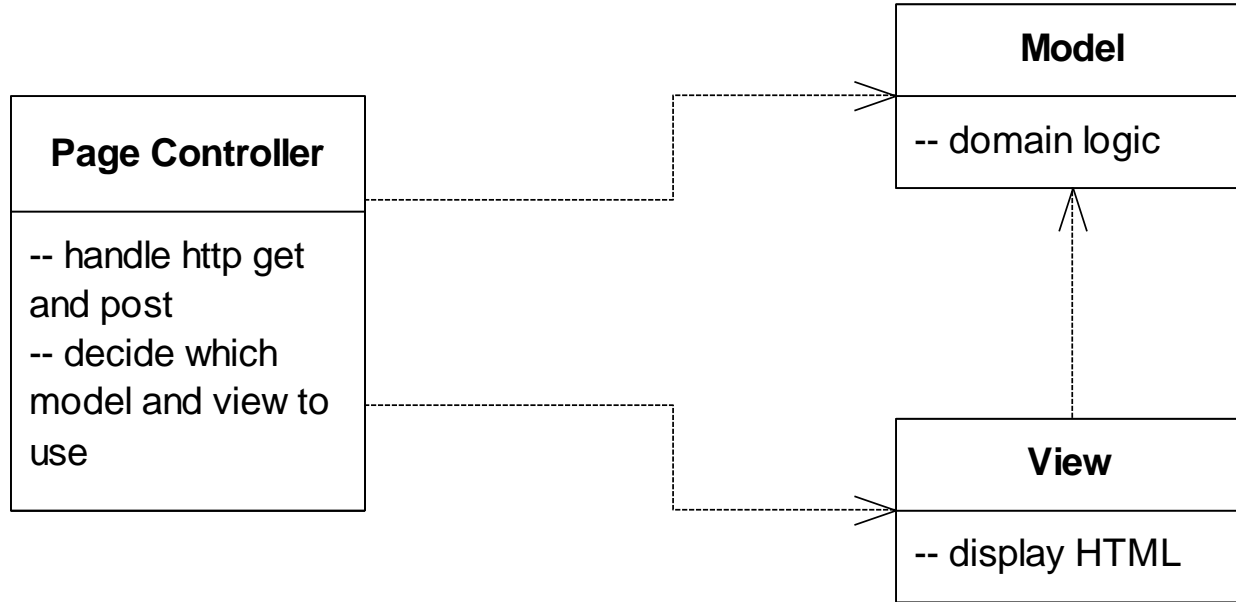 Page Controller
-- handle http get
and post
-- decide which
model and view to
use
Model
-- domain logic
View
-- display HTML